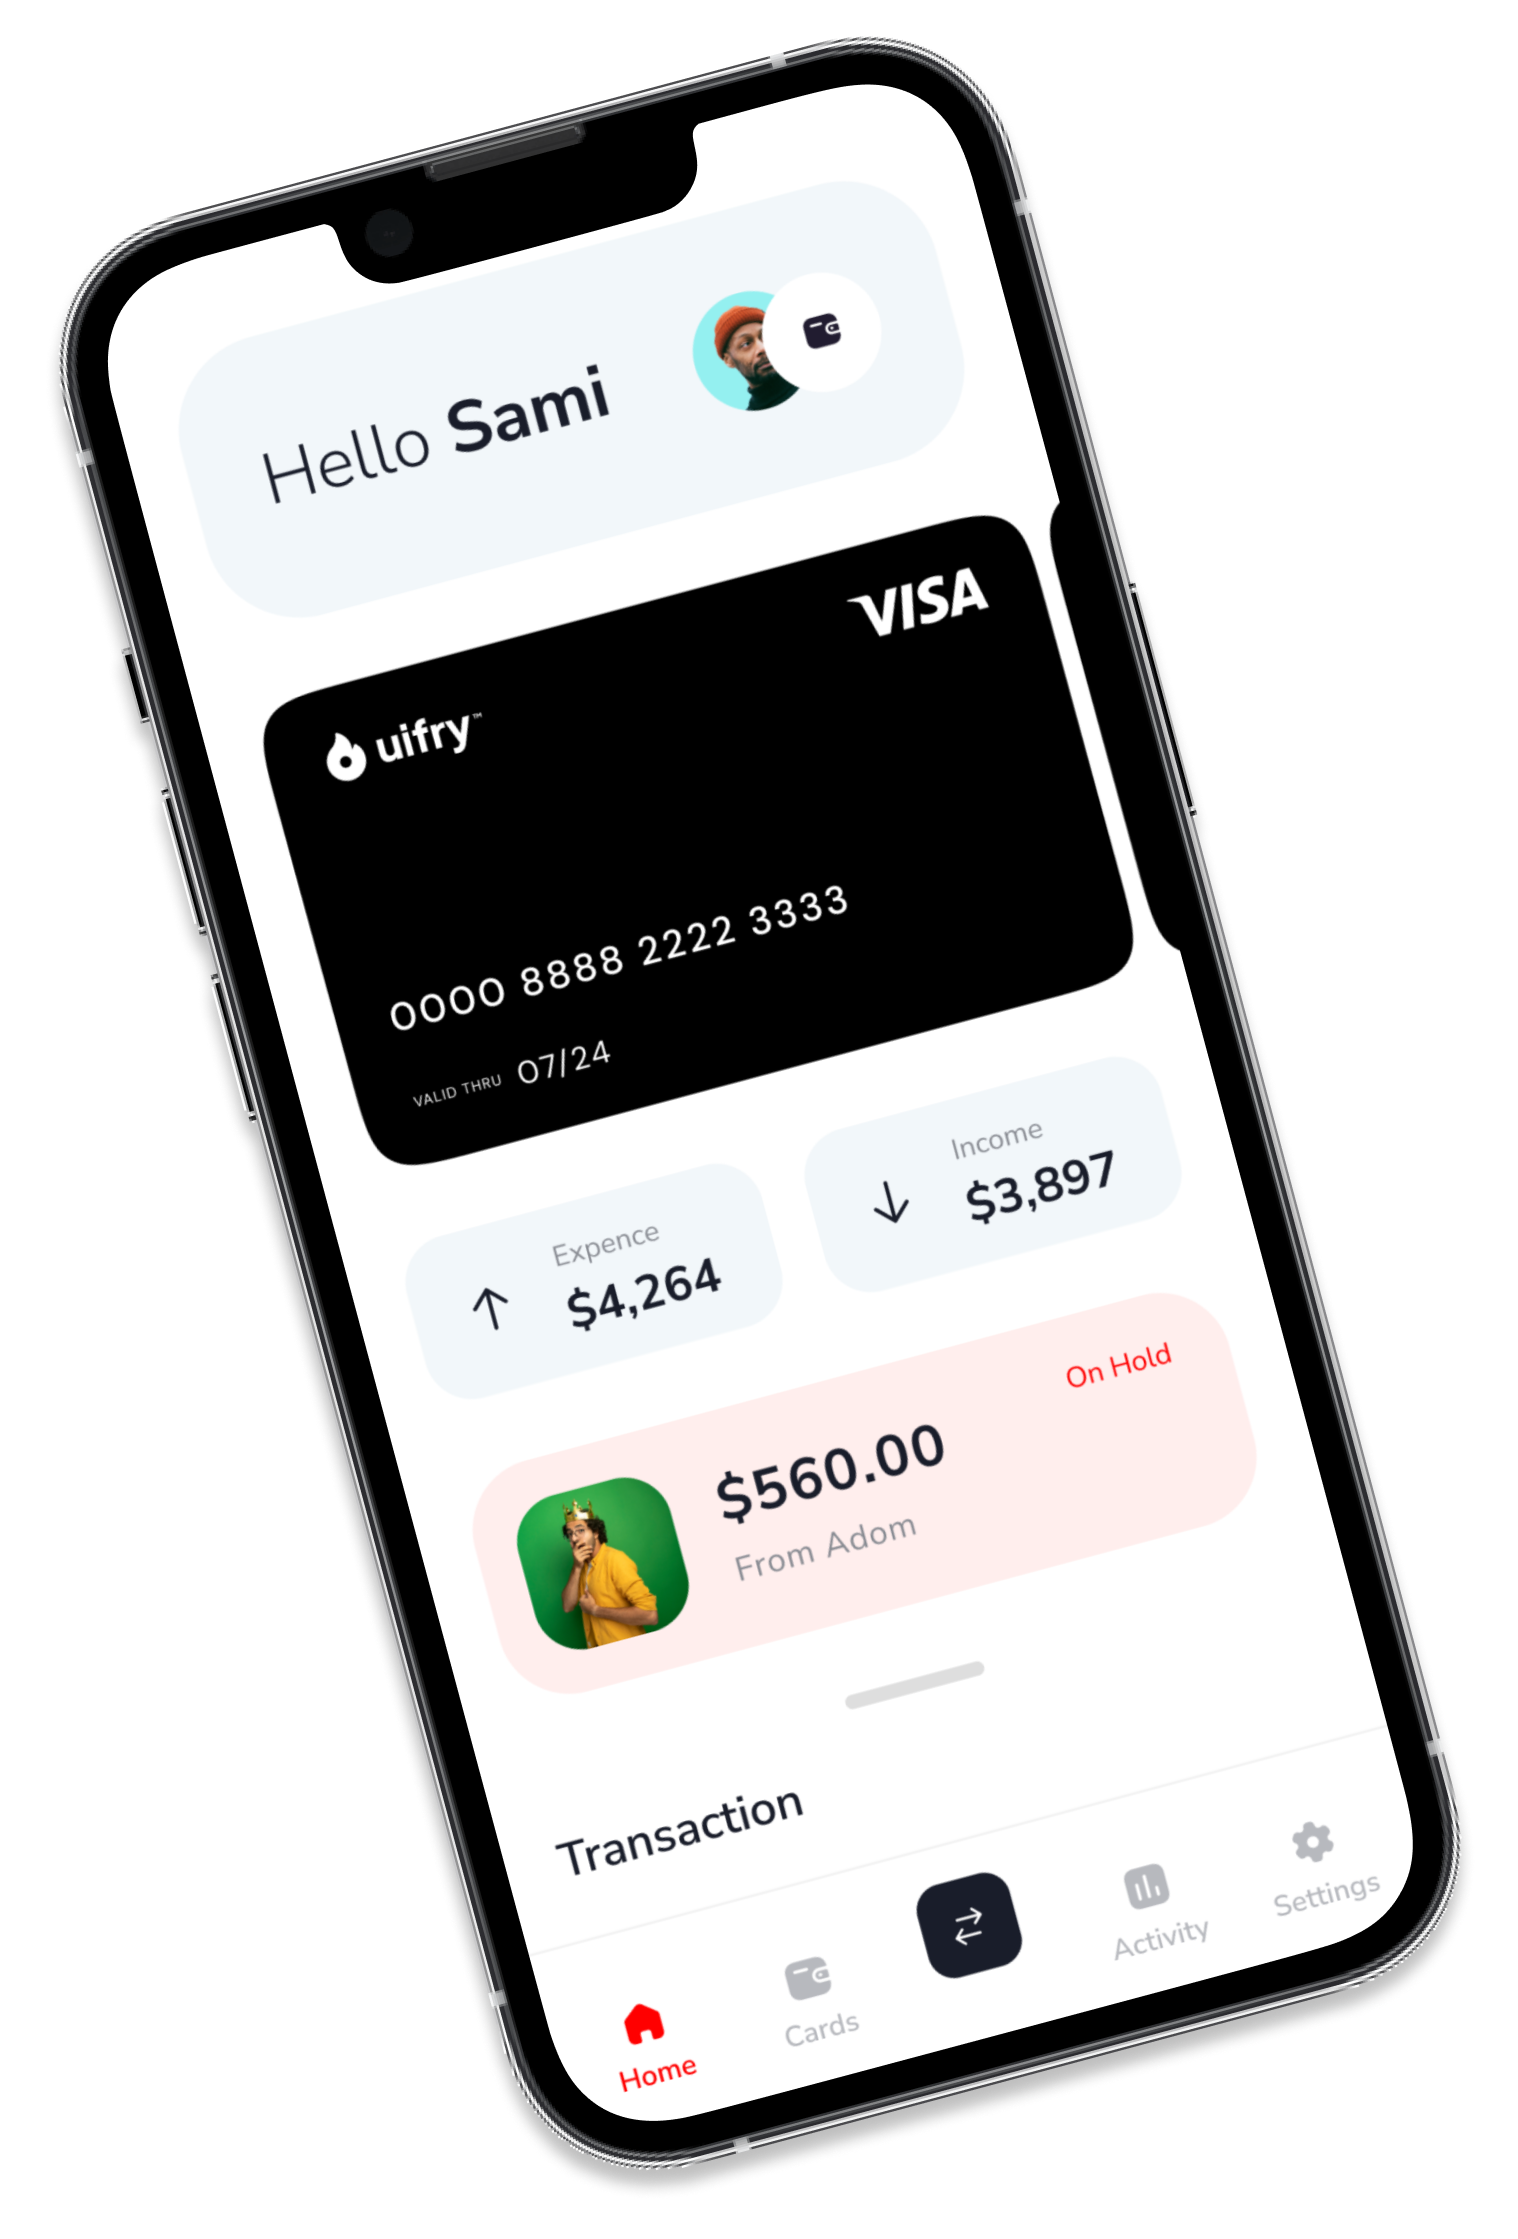 Hello Sami
VISA
uifry™
0000 8888 2222 3333
VALID THRU 07/24
Expence
$4,264
Income
$3,897
On Hold
$560.00
From Adom
Transaction
Home
Cards
Activity
Settings